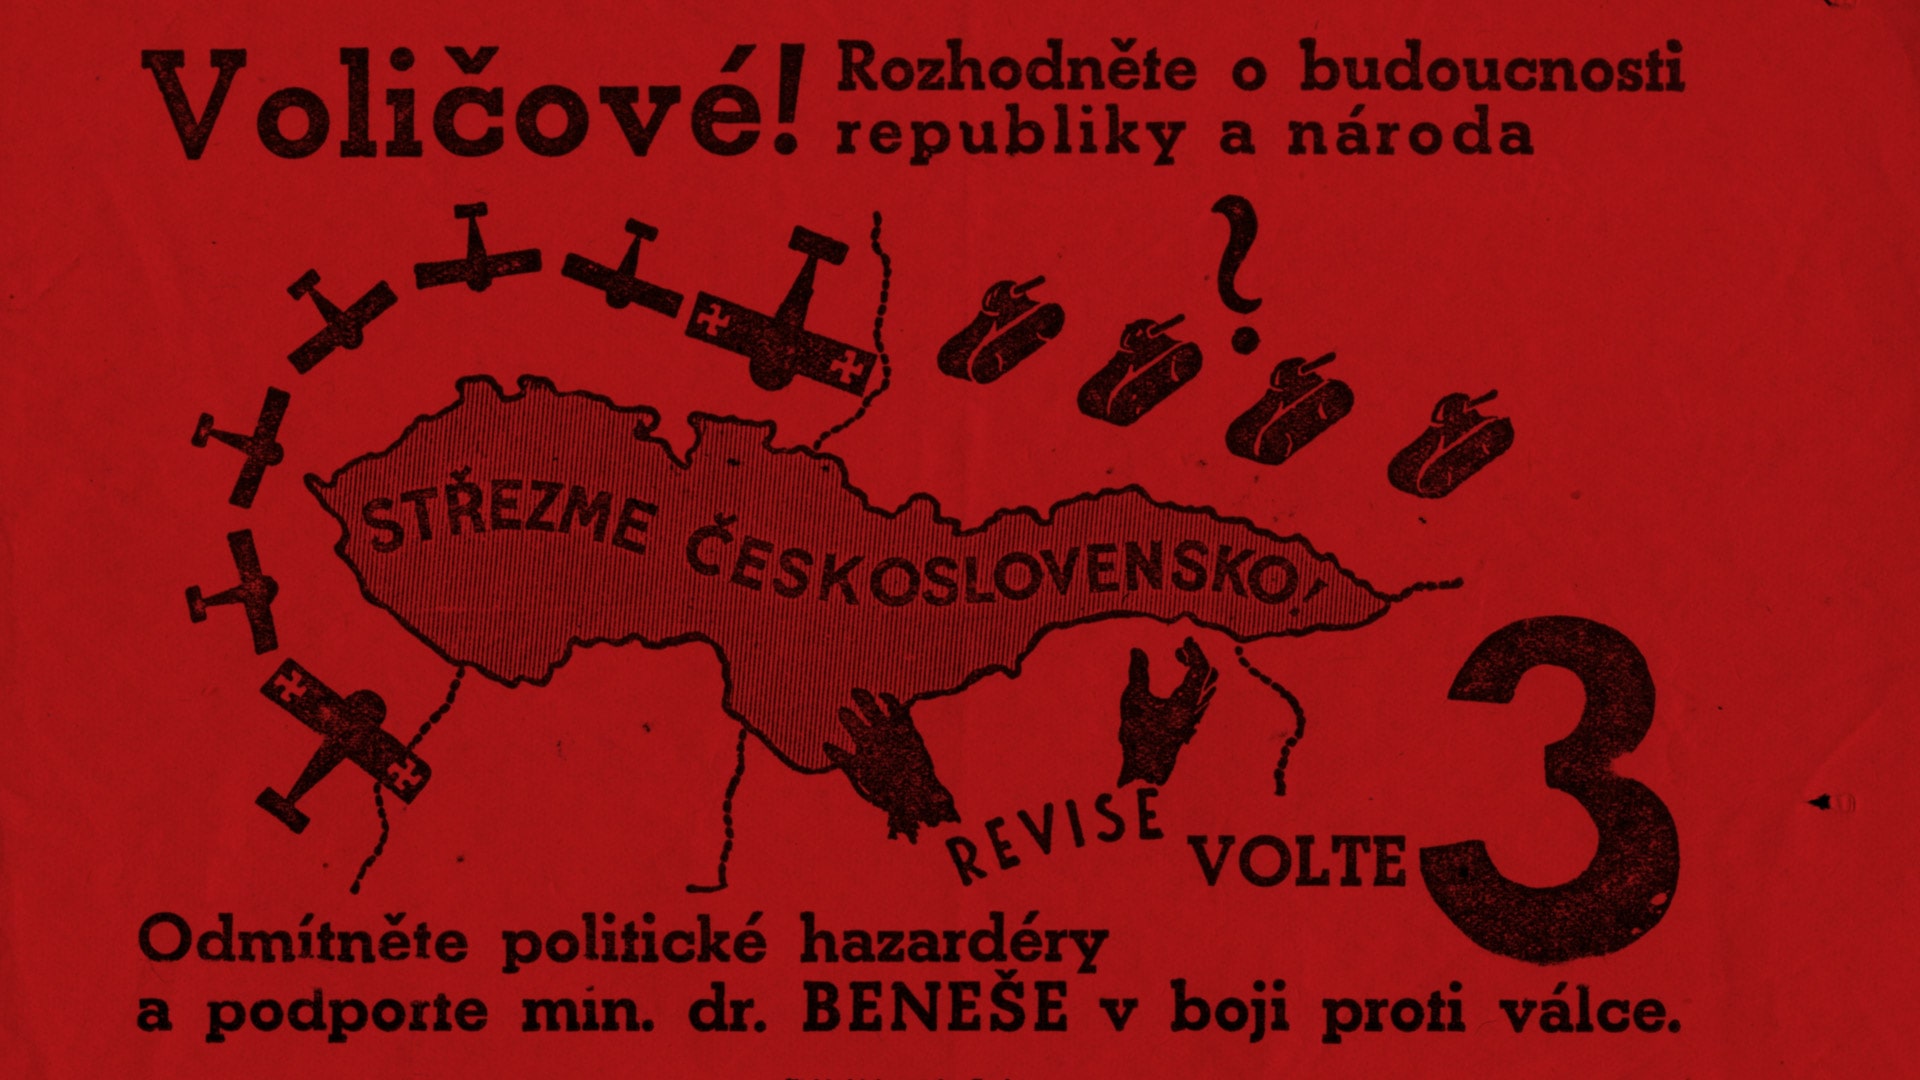 Voličové!
Rozhodněte o budoucnosti
republiky a národa
?
STŘEZME ČESKOSLOVENSKO!
REVISE
VOLTE 3
Odmítněte politické hazardéry
a podporte min. dr. BENEŠE v boji proti válce.